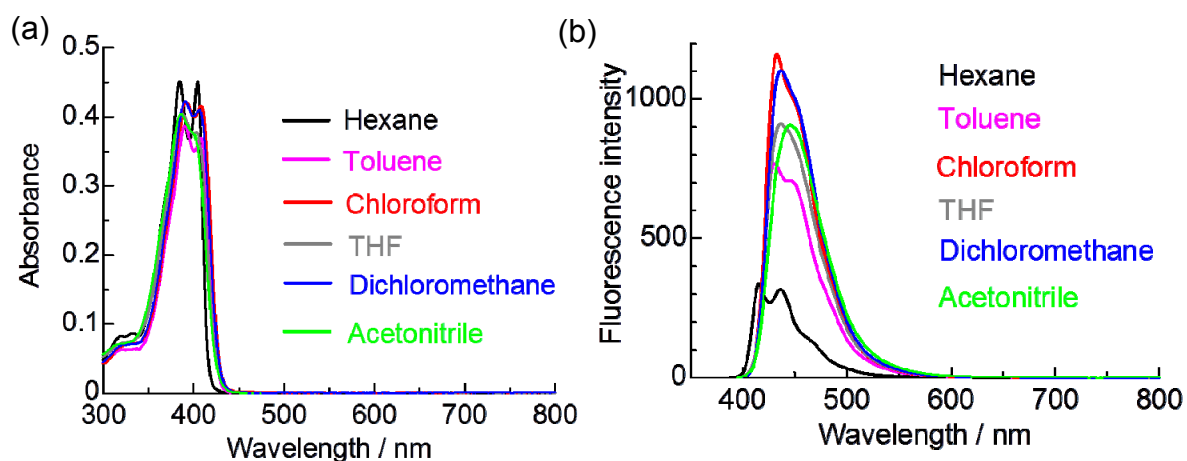 (a)
0.5
0.4
0.3
0.2
0.1
0
Absorbance
Hexane
Toluene
Chloroform
THF
Dichloromethane
Acetonitrile
300 400 500 600 700 800
Wavelength / nm
(b)
1000
500
0
Fluorescence intensity
Hexane
Toluene
Chloroform
THF
Dichloromethane
Acetonitrile
400 500 600 700 800
Wavelength / nm